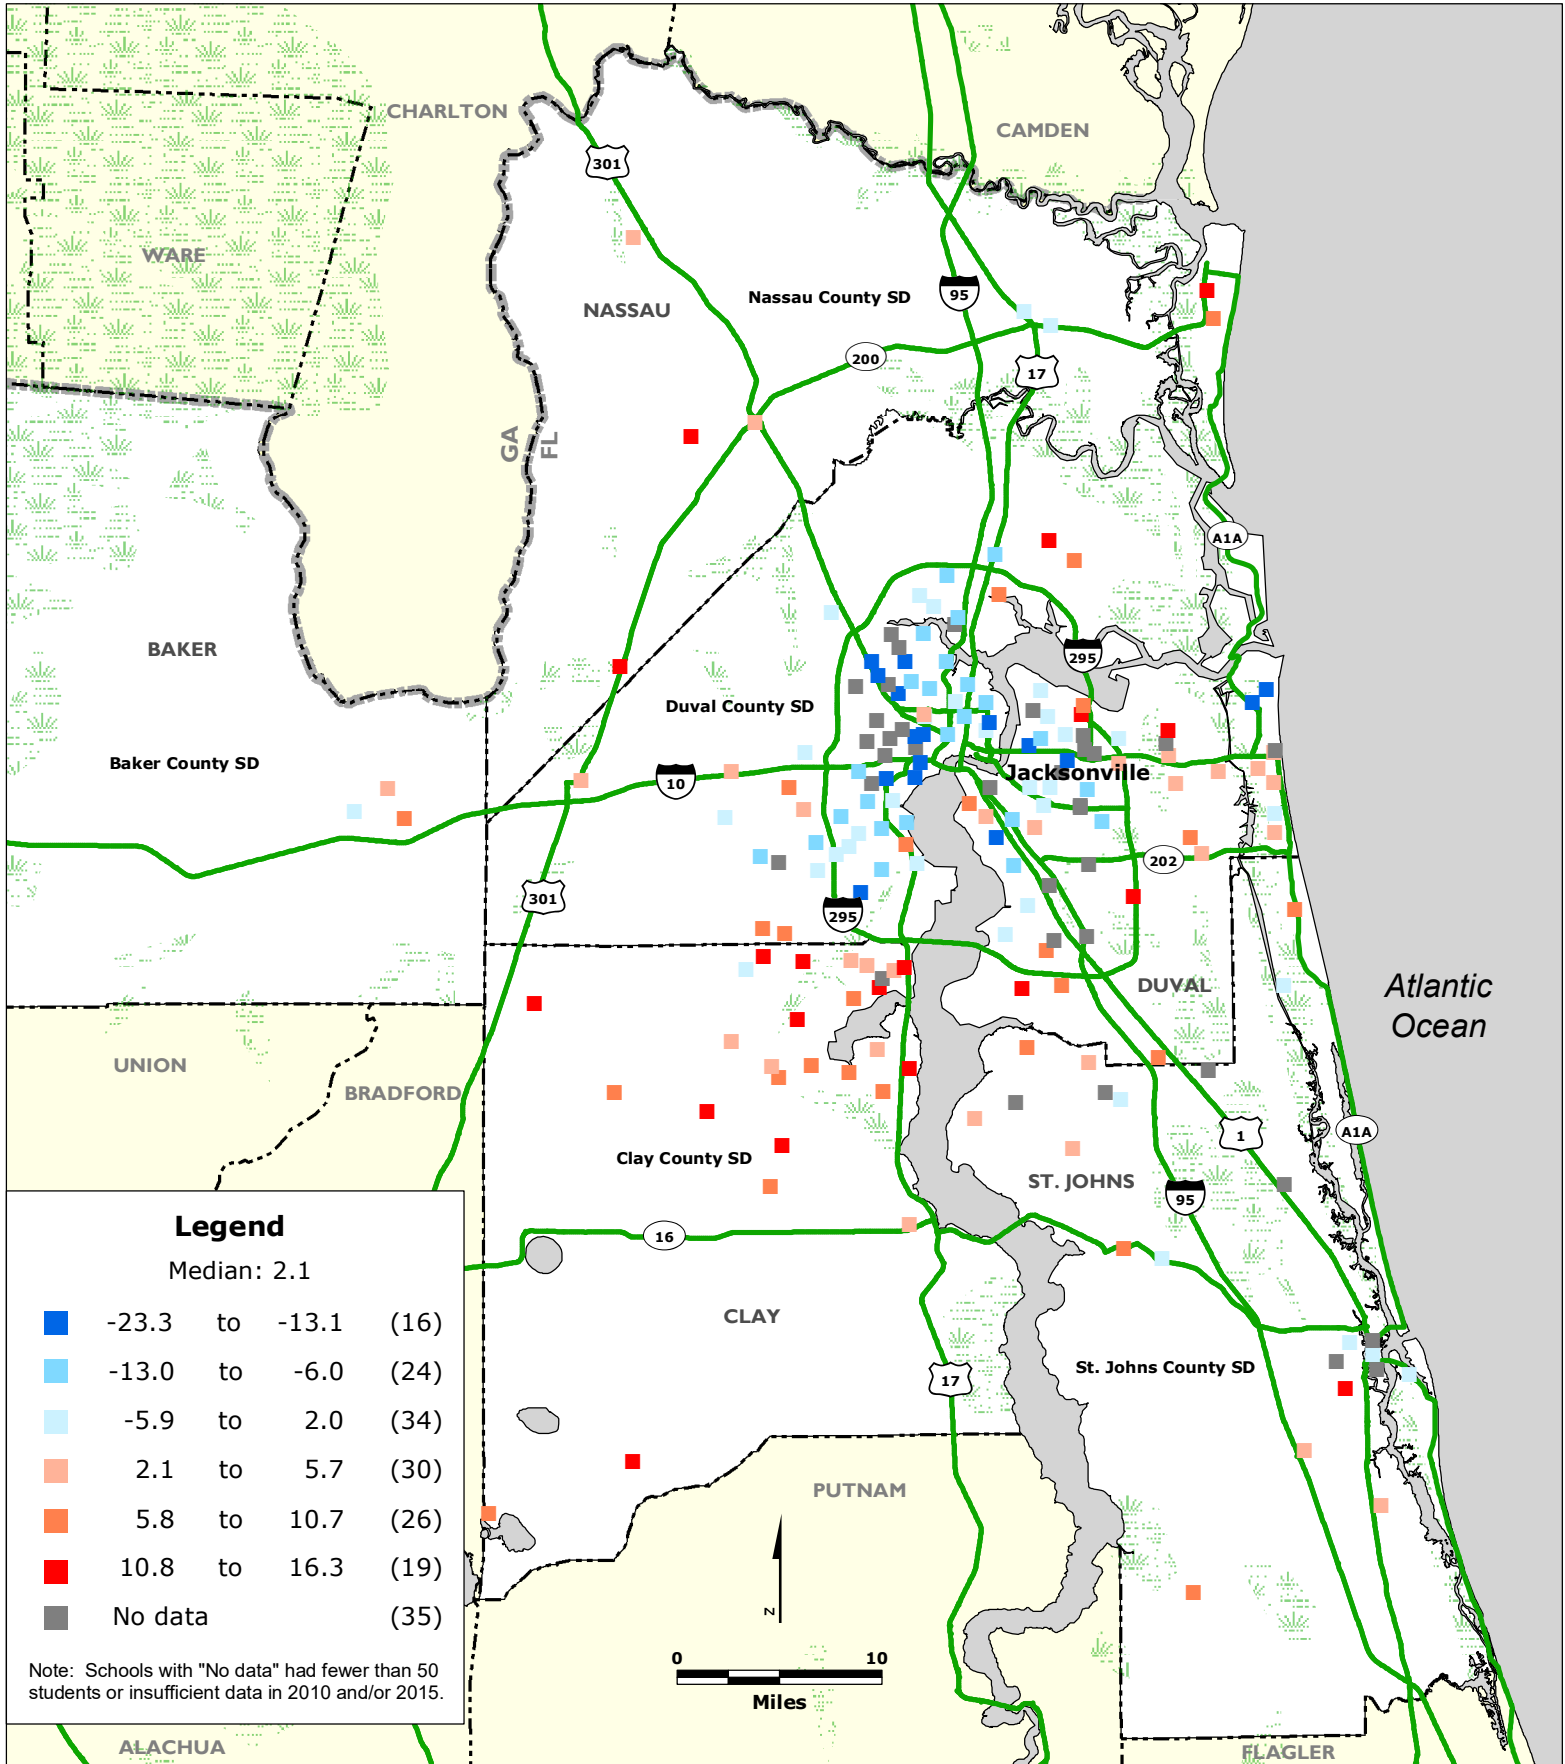 CHARLTON
CAMDEN
301
WARE
95
Nassau County SD
NASSAU
200
17
GA
FL
A1A
BAKER
295
Duval County SD
Baker County SD
Jacksonville
10
202
301
295
DUVAL
Atlantic
Ocean
UNION
BRADFORD
1
A1A
Clay County SD
ST. JOHNS
95
16
CLAY
St. Johns County SD
17
PUTNAM
Legend
Median: 2.1
-23.3 to -13.1 (16)
-13.0 to -6.0 (24)
-5.9 to 2.0 (34)
2.1 to 5.7 (30)
5.8 to 10.7 (26)
10.8 to 16.3 (19)
No data (35)
Note: Schools with "No data" had fewer than 50
students or insufficient data in 2010 and/or 2015.
N
0 10
Miles
ALACHUA
FLAGLER